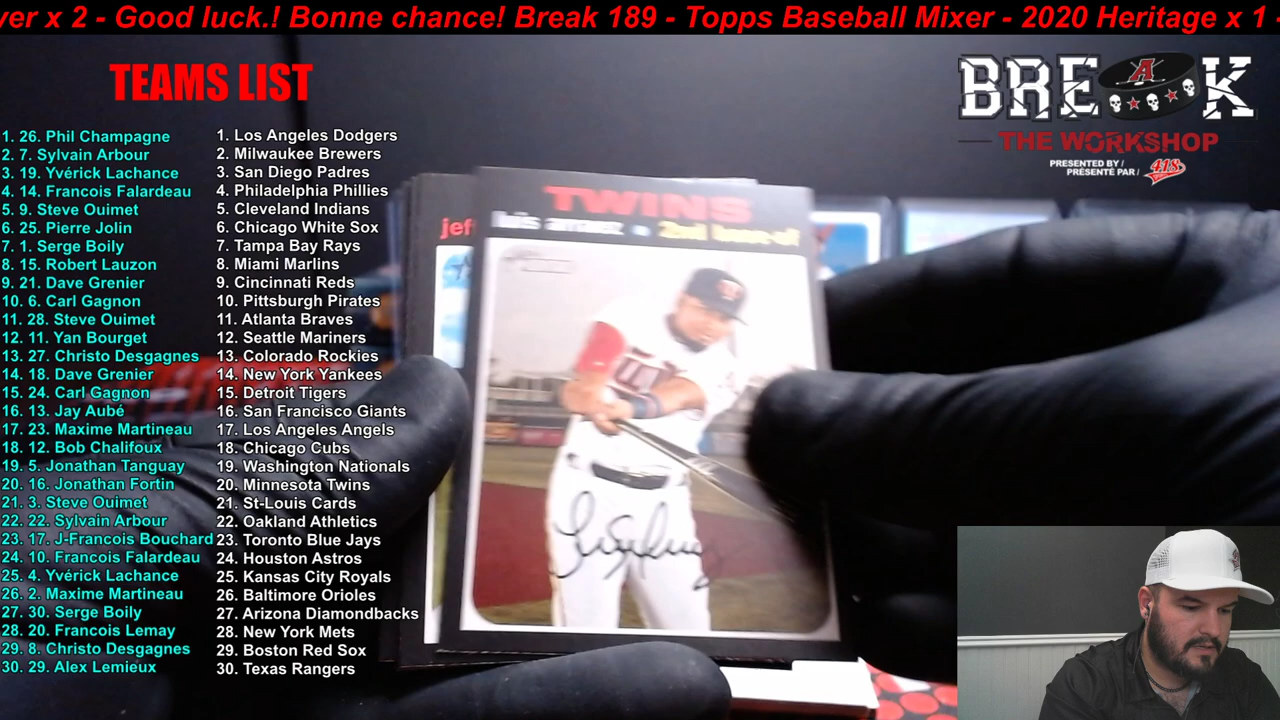 ver x 2 - Good luck.! Bonne chance! Break 189 - Topps Baseball Mixer - 2020 Heritage x 1
TEAMS LIST
1. 26. Phil Champagne 1. Los Angeles Dodgers
2. 7. Sylvain Arbour 2. Milwaukee Brewers
3. 19. Yvérick Lachance 3. San Diego Padres
4. 14. Francois Falardeau 4. Philadelphia Phillies
5. 9. Steve Ouimet 5. Cleveland Indians
6. 25. Pierre Jolin 6. Chicago White Sox
7. 1. Serge Boily 7. Tampa Bay Rays
8. 15. Robert Lauzon 8. Miami Marlins
9. 21. Dave Grenier 9. Cincinnati Reds
10. 6. Carl Gagnon 10. Pittsburgh Pirates
11. 28. Steve Ouimet 11. Atlanta Braves
12. 11. Yan Bourget 12. Seattle Mariners
13. 27. Christo Desgagnes 13. Colorado Rockies
14. 18. Dave Grenier 14. New York Yankees
15. 24. Carl Gagnon 15. Detroit Tigers
16. 13. Jay Aubé 16. San Francisco Giants
17. 23. Maxime Martineau 17. Los Angeles Angels
18. 12. Bob Chalifoux 18. Chicago Cubs
19. 5. Jonathan Tanguay 19. Washington Nationals
20. 16. Jonathan Fortin 20. Minnesota Twins
21. 3. Steve Ouimet 21. St-Louis Cards
22. 22. Sylvain Arbour 22. Oakland Athletics
23. 17. J-Francois Bouchard 23. Toronto Blue Jays
24. 10. Francois Falardeau 24. Houston Astros
25. 4. Yvérick Lachance 25. Kansas City Royals
26. 2. Maxime Martineau 26. Baltimore Orioles
27. 30. Serge Boily 27. Arizona Diamondbacks
28. 20. Francois Lemay 28. New York Mets
29. 8. Christo Desgagnes 29. Boston Red Sox
30. 29. Alex Lemieux 30. Texas Rangers
BREAK
A
THE WORKSHOP
PRESENTED BY /
PRÉSENTÉ PAR /
418
TWINS
luis arraez • 2nd base-of
jef